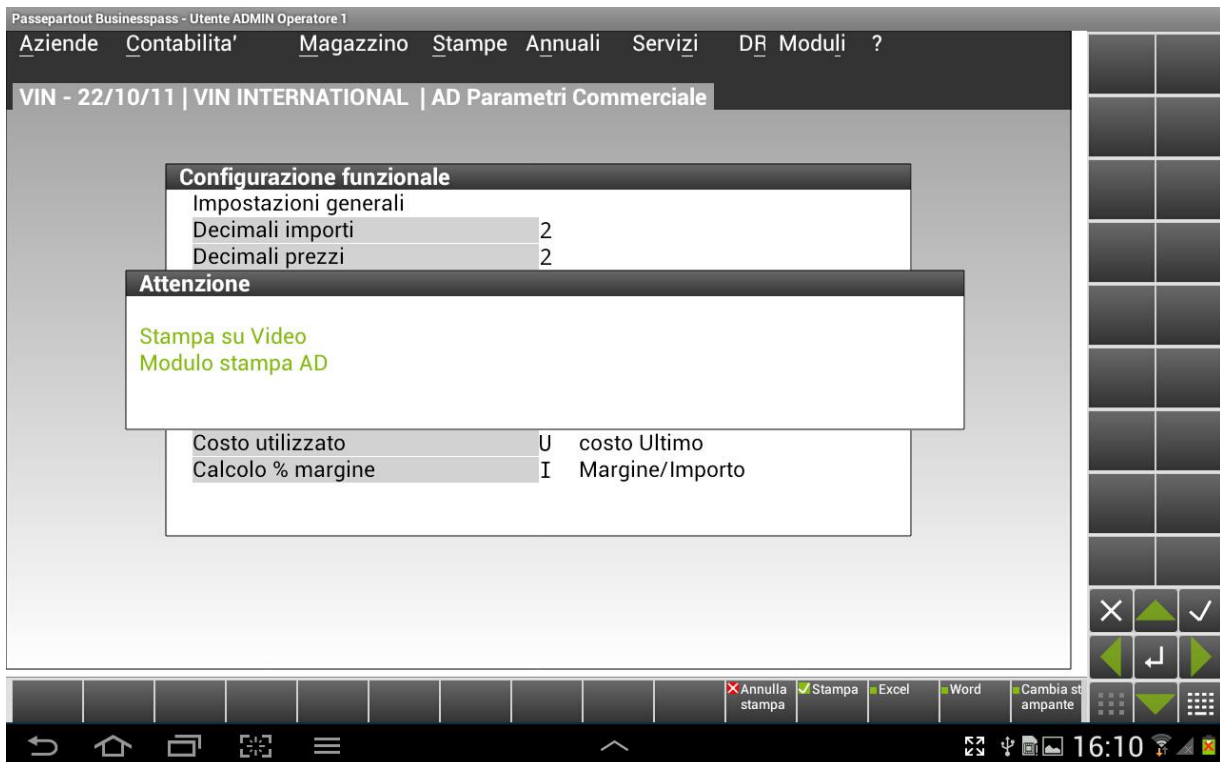 Passepartout Businesspass - Utente ADMIN Operatore 1
Aziende Contabilita' Magazzino Stampe Annuali Servizi DR Moduli ?
VIN - 22/10/11 | VIN INTERNATIONAL | AD Parametri Commerciale
Configurazione funzionale
Impostazioni generali
Decimali importi 2
Decimali prezzi 2
Attenzione
Stampa su Video
Modulo stampa AD
Costo utilizzato U costo Ultimo
Calcolo % margine I Margine/Importo
Annulla stampa
Stampa
Excel
Word
Cambia st
ampante
16:10